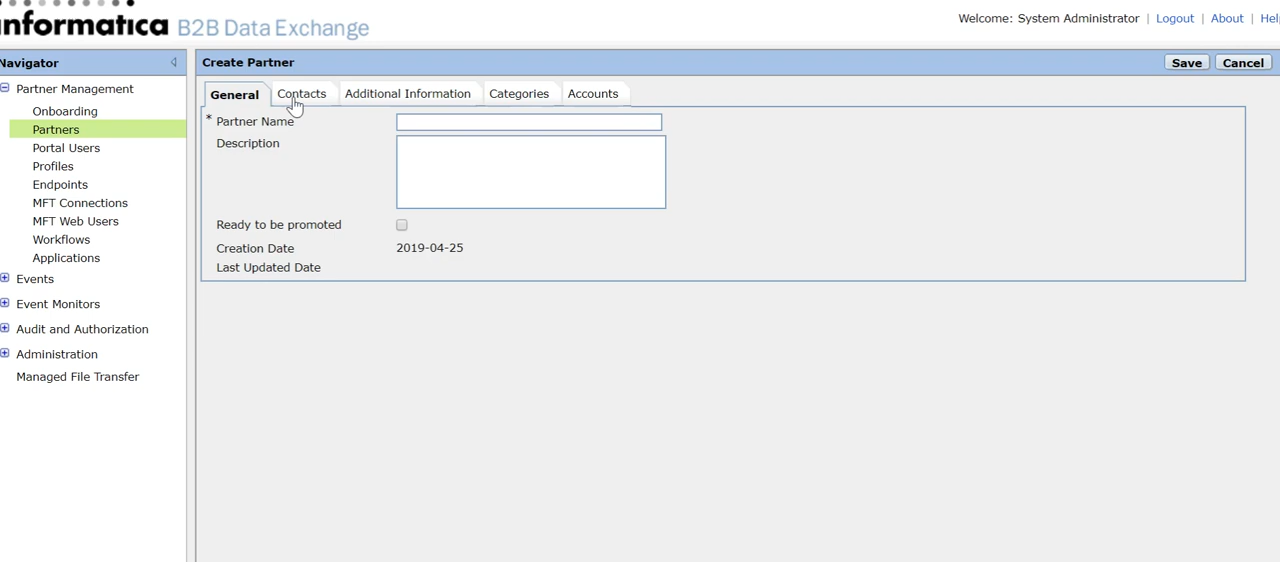 informatica B2B Data Exchange
Welcome: System Administrator | Logout | About | Hel
Navigator
Create Partner
Save
Cancel
Partner Management
Onboarding
Partners
Portal Users
Profiles
Endpoints
MFT Connections
MFT Web Users
Workflows
Applications
Events
Event Monitors
Audit and Authorization
Administration
Managed File Transfer
General
Contacts
Additional Information
Categories
Accounts
* Partner Name
Description
Ready to be promoted
Creation Date 2019-04-25
Last Updated Date